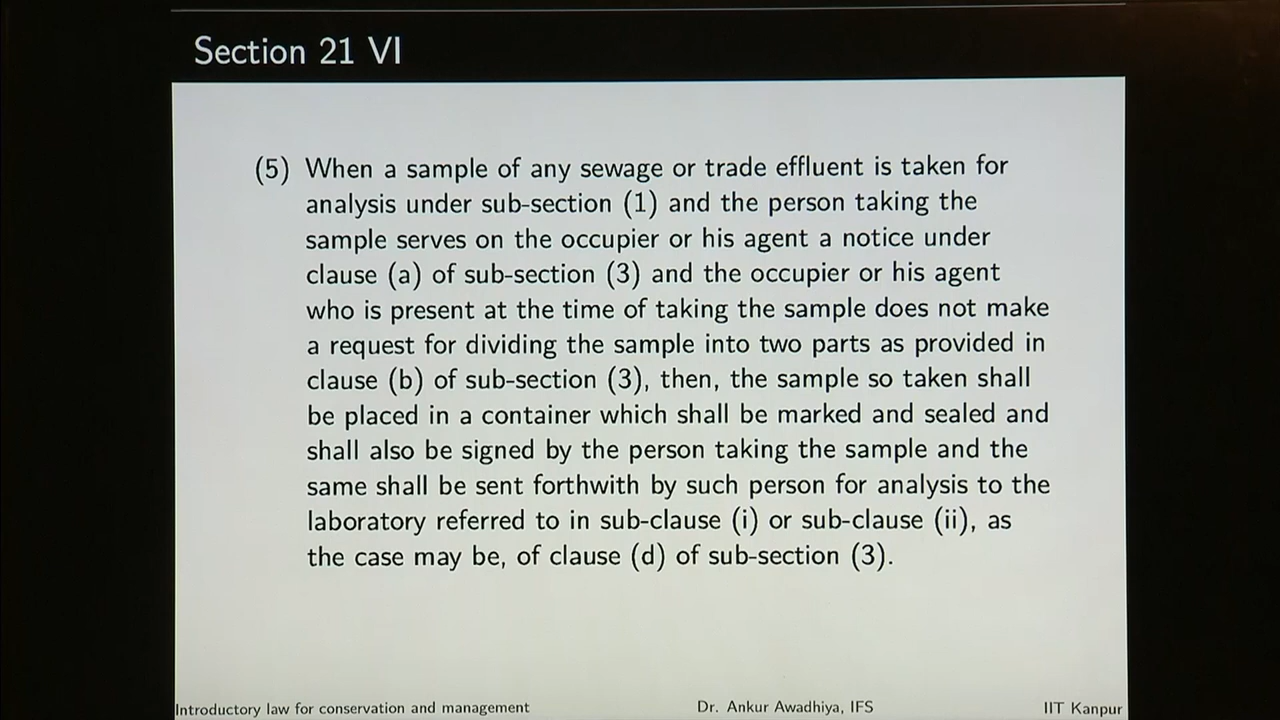 Section 21 VI
(5) When a sample of any sewage or trade effluent is taken for
analysis under sub-section (1) and the person taking the
sample serves on the occupier or his agent a notice under
clause (a) of sub-section (3) and the occupier or his agent
who is present at the time of taking the sample does not make
a request for dividing the sample into two parts as provided in
clause (b) of sub-section (3), then, the sample so taken shall
be placed in a container which shall be marked and sealed and
shall also be signed by the person taking the sample and the
same shall be sent forthwith by such person for analysis to the
laboratory referred to in sub-clause (i) or sub-clause (ii), as
the case may be, of clause (d) of sub-section (3).
Introductory law for conservation and management Dr. Ankur Awadhiya, IFS IIT Kanpur